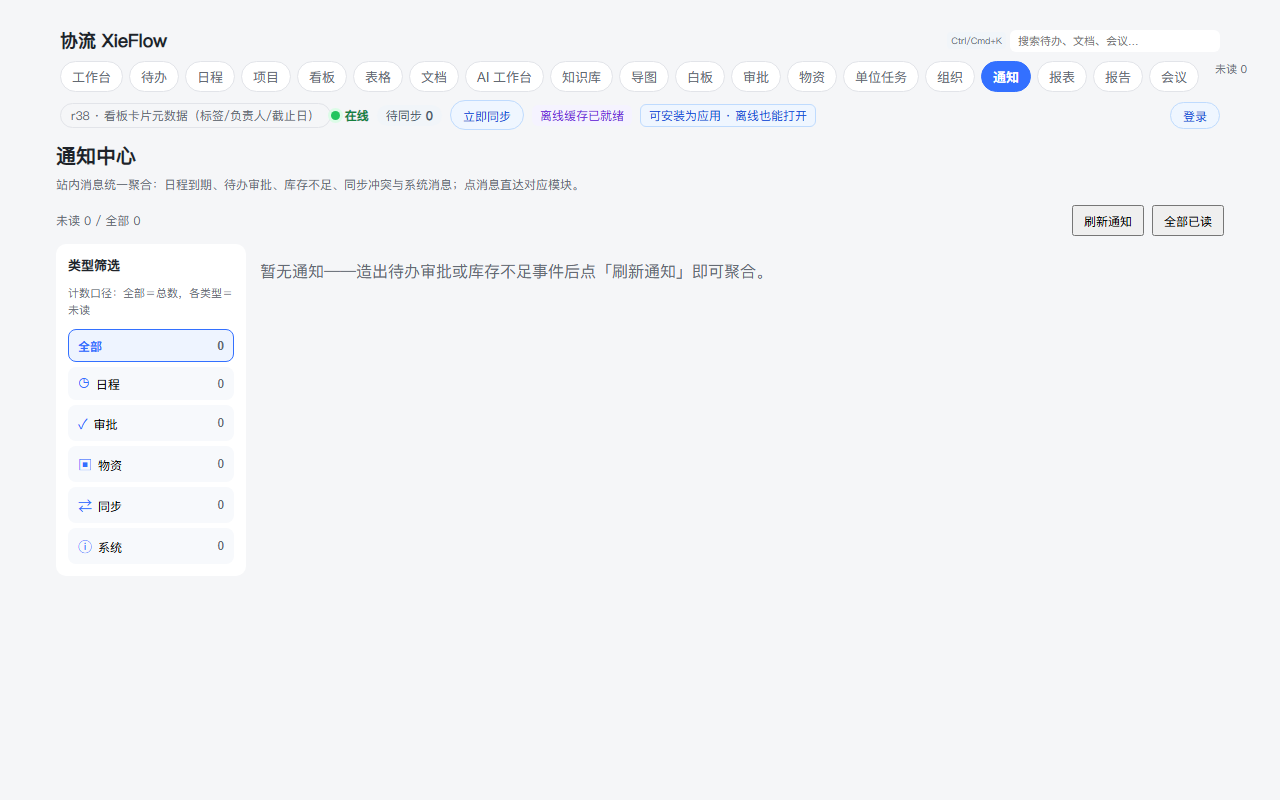 协流 XieFlow
Ctrl/Cmd+K 搜索待办、文档、会议…
工作台 待办 日程 项目 看板 表格 文档 AI 工作台 知识库 导图 白板 审批 物资 单位任务 组织 通知 报表 报告 会议 未读 0
r38 · 看板卡片元数据（标签/负责人/截止日） 在线 待同步 0 立即同步 离线缓存已就绪 可安装为应用 · 离线也能打开 登录
通知中心
站内消息统一聚合：日程到期、待办审批、库存不足、同步冲突与系统消息；点消息直达对应模块。
未读 0 / 全部 0 刷新通知 全部已读
类型筛选
计数口径：全部＝总数，各类型＝
未读
全部 0
日程 0
审批 0
物资 0
同步 0
系统 0
暂无通知——造出待办审批或库存不足事件后点「刷新通知」即可聚合。